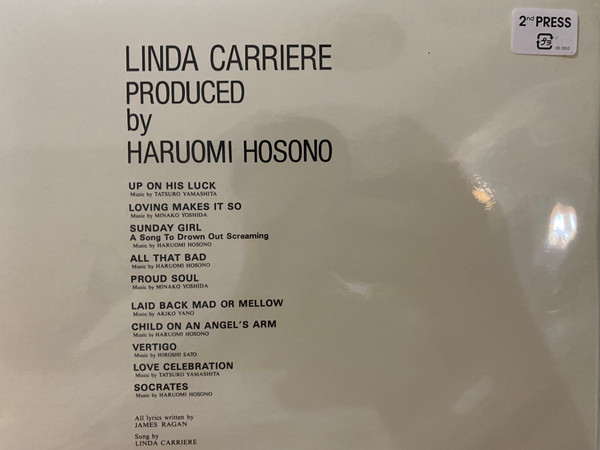 2nd PRESS
LINDA CARRIERE
PRODUCED
by
HARUOMI HOSONO
UP ON HIS LUCK
Music by TATSURO YAMASHITA
LOVING MAKES IT SO
Music by MINAKO YOSHIDA
SUNDAY GIRL
A Song To Drown Out Screaming
Music by HARUOMI HOSONO
ALL THAT BAD
Music by HARUOMI HOSONO
PROUD SOUL
Music by MINAKO YOSHIDA
LAID BACK MAD OR MELLOW
Music by AKIKO YANO
CHILD ON AN ANGEL'S ARM
Music by HARUOMI HOSONO
VERTIGO
Music by HIROSHI SATO
LOVE CELEBRATION
Music by TATSURO YAMASHITA
SOCRATES
Music by HARUOMI HOSONO
All lyrics written by
JAMES RAGAN
Sung by
LINDA CARRIERE